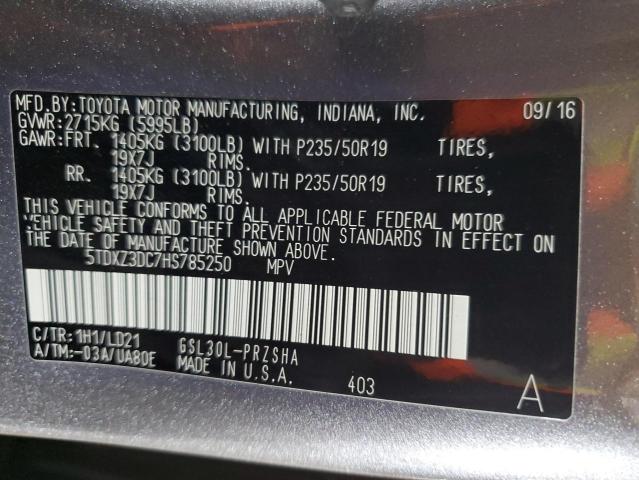 MFD.BY:TOYOTA MOTOR MANUFACTURING, INDIANA, INC. 09/16
GVWR:2715KG (5995LB)
GAWR:FRT. 1405KG (3100LB) WITH P235/50R19 TIRES,
19X7J RIMS.
RR. 1405KG (3100LB) WITH P235/50R19 TIRES,
19X7J RIMS.
THIS VEHICLE CONFORMS TO ALL APPLICABLE FEDERAL MOTOR
VEHICLE SAFETY AND THEFT PREVENTION STANDARDS IN EFFECT ON
THE DATE OF MANUFACTURE SHOWN ABOVE.
5TDXZ3DC7HS785250 MPV
C/TR:1H1/LD21 GSL30L-PRZSHA
A/TM:-03A/UA80E MADE IN U.S.A. 403 A